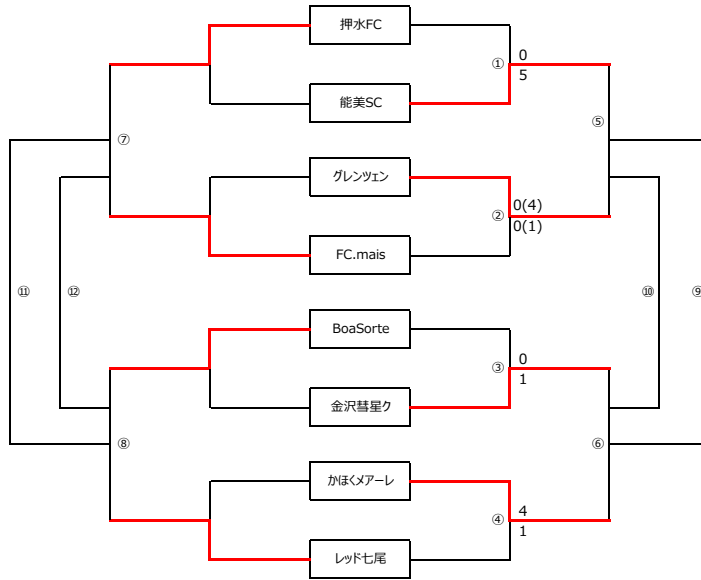 押水FC
① 0
5
能美SC
⑤
⑦
グレンツェン
② 0(4)
0(1)
FC.mais
⑪
⑫
⑩
⑨
BoaSorte
③ 0
1
金沢彗星ク
⑧
⑥
かほくメアーレ
④ 4
1
レッド七尾